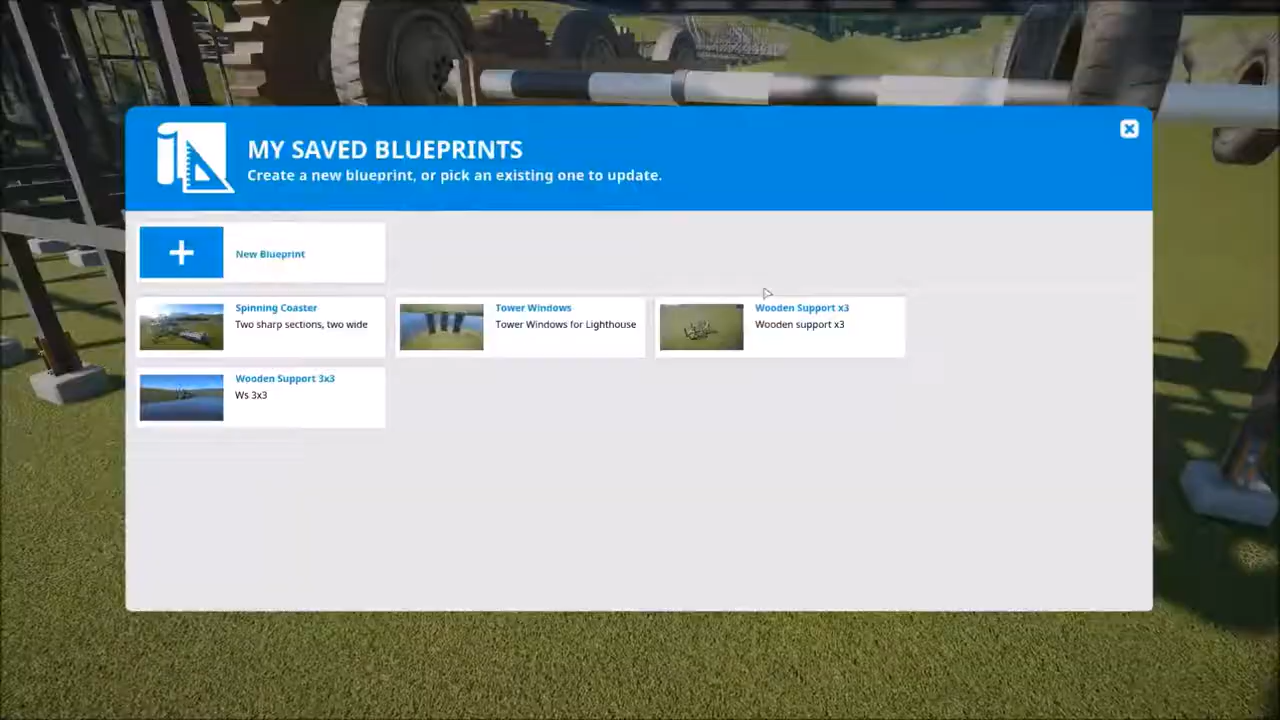 MY SAVED BLUEPRINTS
Create a new blueprint, or pick an existing one to update.
New Blueprint
Spinning Coaster
Two sharp sections, two wide
Tower Windows
Tower Windows for Lighthouse
Wooden Support x3
Wooden support x3
Wooden Support 3x3
Ws 3x3